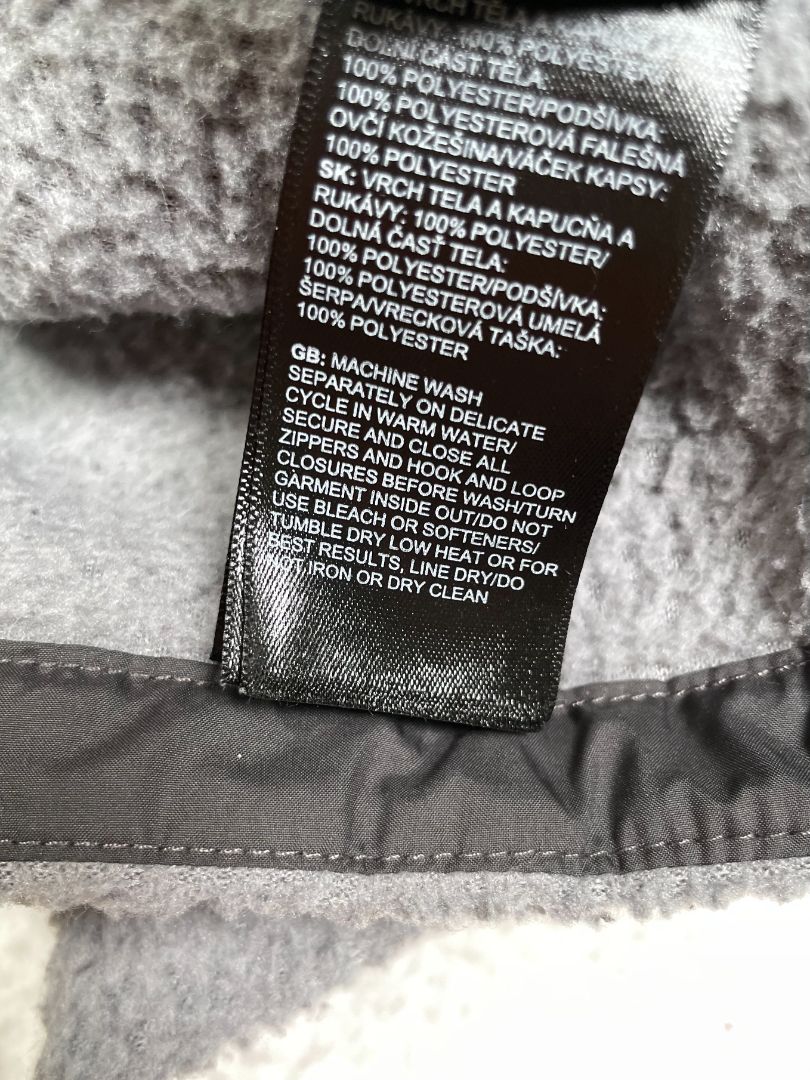 VRCH TĚLA A
RUKÁVY: 100% POLYESTER/
DOLNÍ ČÁST TĚLA:
100% POLYESTER/PODŠÍVKA:
100% POLYESTEROVÁ FALEŠNÁ
OVČÍ KOŽEŠINA/VÁČEK KAPSY:
100% POLYESTER
SK: VRCH TELA A KAPUCŇA A
RUKÁVY: 100% POLYESTER/
DOLNÁ ČASŤ TELA:
100% POLYESTER/PODŠÍVKA:
100% POLYESTEROVÁ UMELÁ
ŠERPA/VRECKOVÁ TAŠKA:
100% POLYESTER
GB: MACHINE WASH
SEPARATELY ON DELICATE
CYCLE IN WARM WATER/
SECURE AND CLOSE ALL
ZIPPERS AND HOOK AND LOOP
CLOSURES BEFORE WASH/TURN
GARMENT INSIDE OUT/DO NOT
USE BLEACH OR SOFTENERS/
TUMBLE DRY LOW HEAT OR FOR
BEST RESULTS, LINE DRY/DO
NOT IRON OR DRY CLEAN